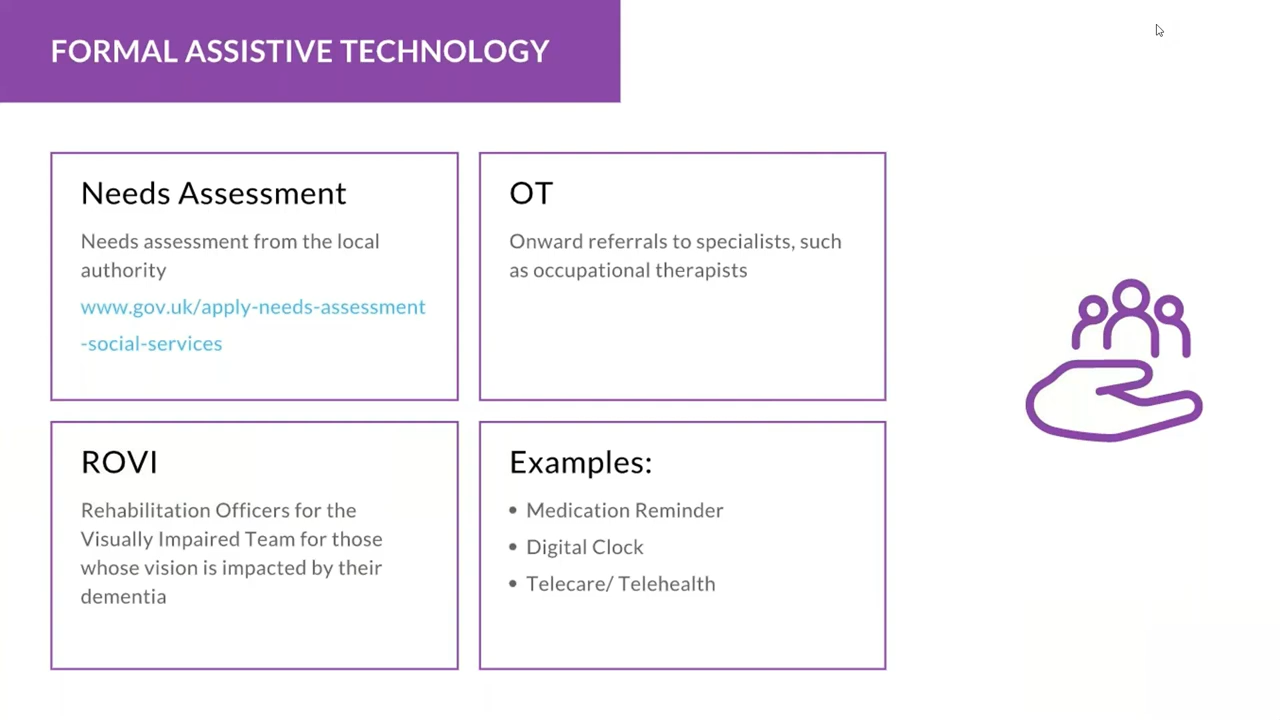 FORMAL ASSISTIVE TECHNOLOGY
Needs Assessment
Needs assessment from the local
authority
www.gov.uk/apply-needs-assessment
-social-services
OT
Onward referrals to specialists, such
as occupational therapists
ROVI
Rehabilitation Officers for the
Visually Impaired Team for those
whose vision is impacted by their
dementia
Examples:
• Medication Reminder
• Digital Clock
• Telecare/ Telehealth